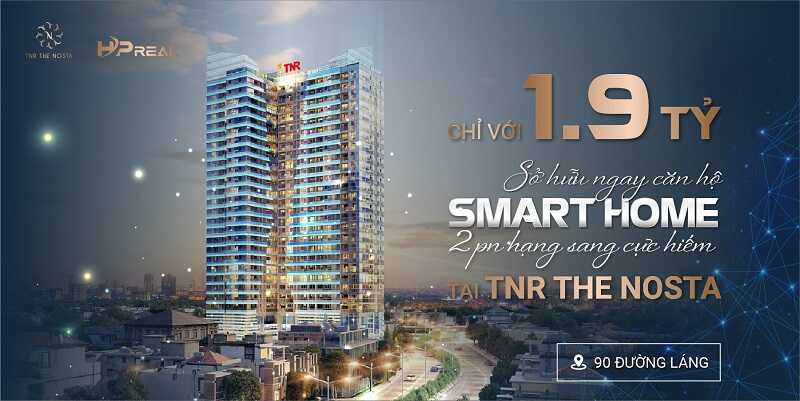 TNR THE NOSTA
HPREAL
TNR
CHỈ VỚI 1.9 TỶ
Sở hữu ngay căn hộ
SMART HOME
2 pn hạng sang cực hiếm
TẠI TNR THE NOSTA
90 ĐƯỜNG LÁNG